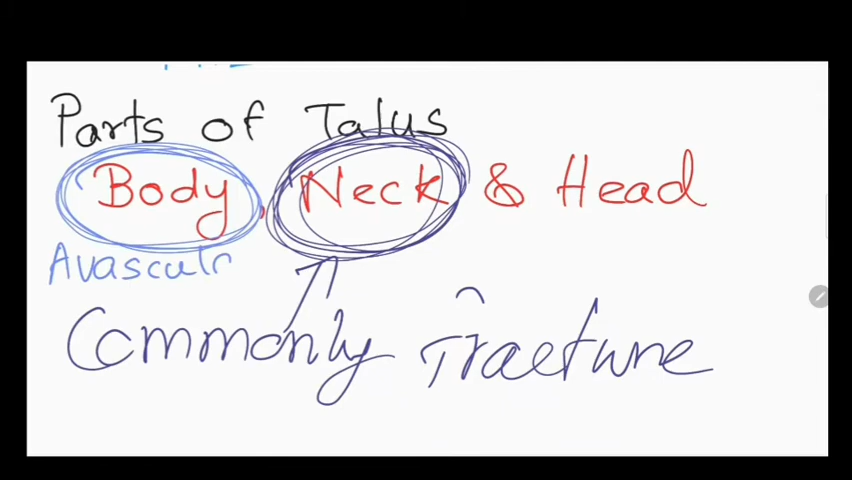 Parts of Talus
Body, Neck & Head
Avasculr
Commonly Fracture